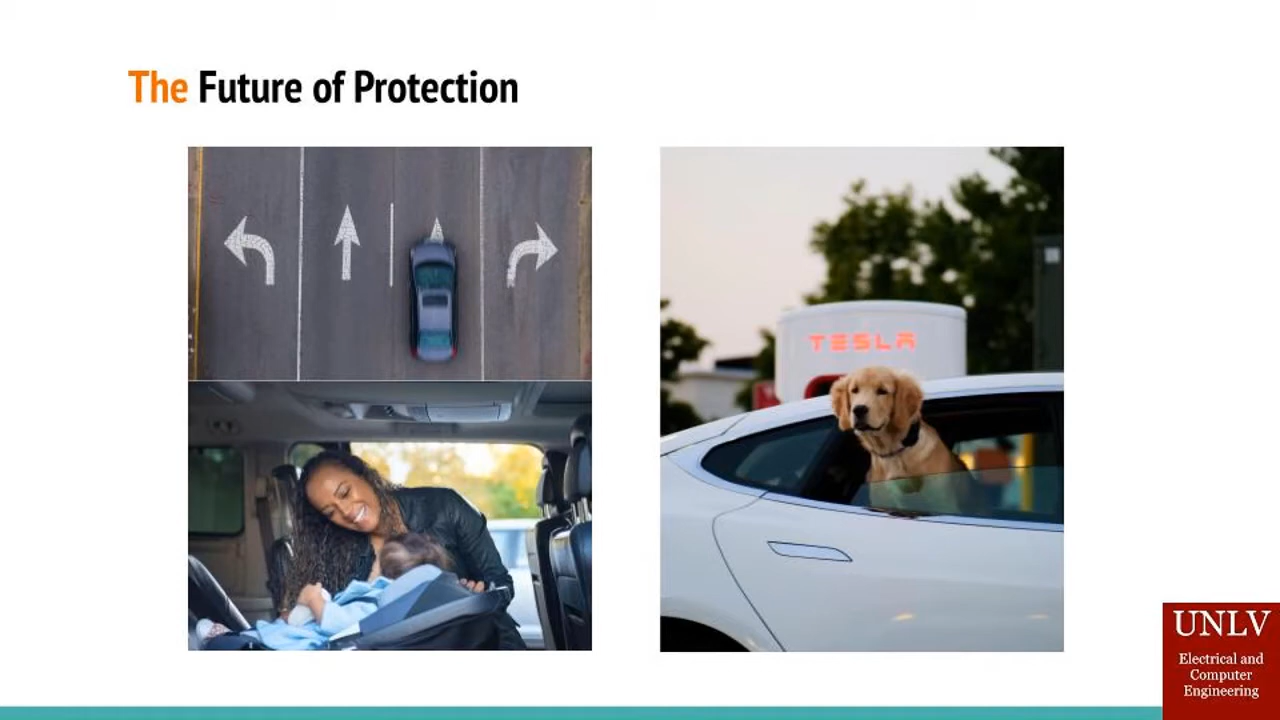 The Future of Protection
TESLA
UNLV
Electrical and
Computer
Engineering